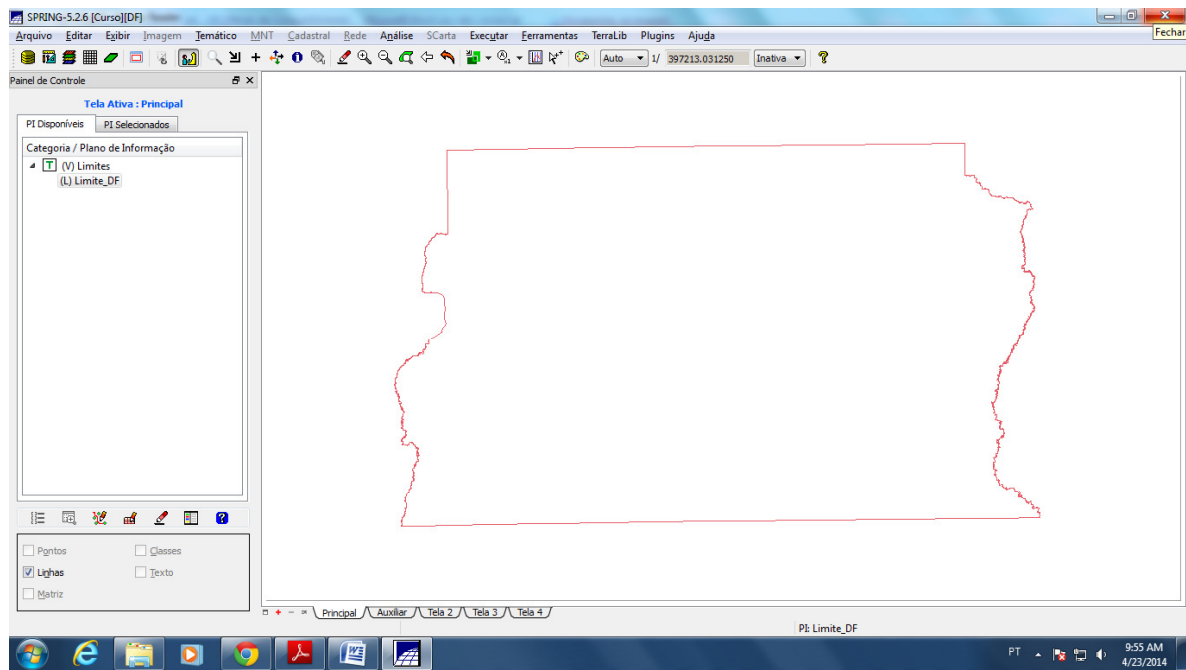 SPRING-5.2.6 [Curso][DF]
Arquivo Editar Exibir Imagem Temático MNT Cadastral Rede Análise SCarta Executar Ferramentas TerraLib Plugins Ajuda
Fechar
Auto 1/ 397213.031250 Inativa
Painel de Controle
Tela Ativa : Principal
PI Disponíveis PI Selecionados
Categoria / Plano de Informação
T (V) Limites
(L) Limite_DF
Pontos Classes
Linhas Texto
Matriz
Principal Auxiliar Tela 2 Tela 3 Tela 4
PI: Limite_DF
PT 9:55 AM
4/23/2014